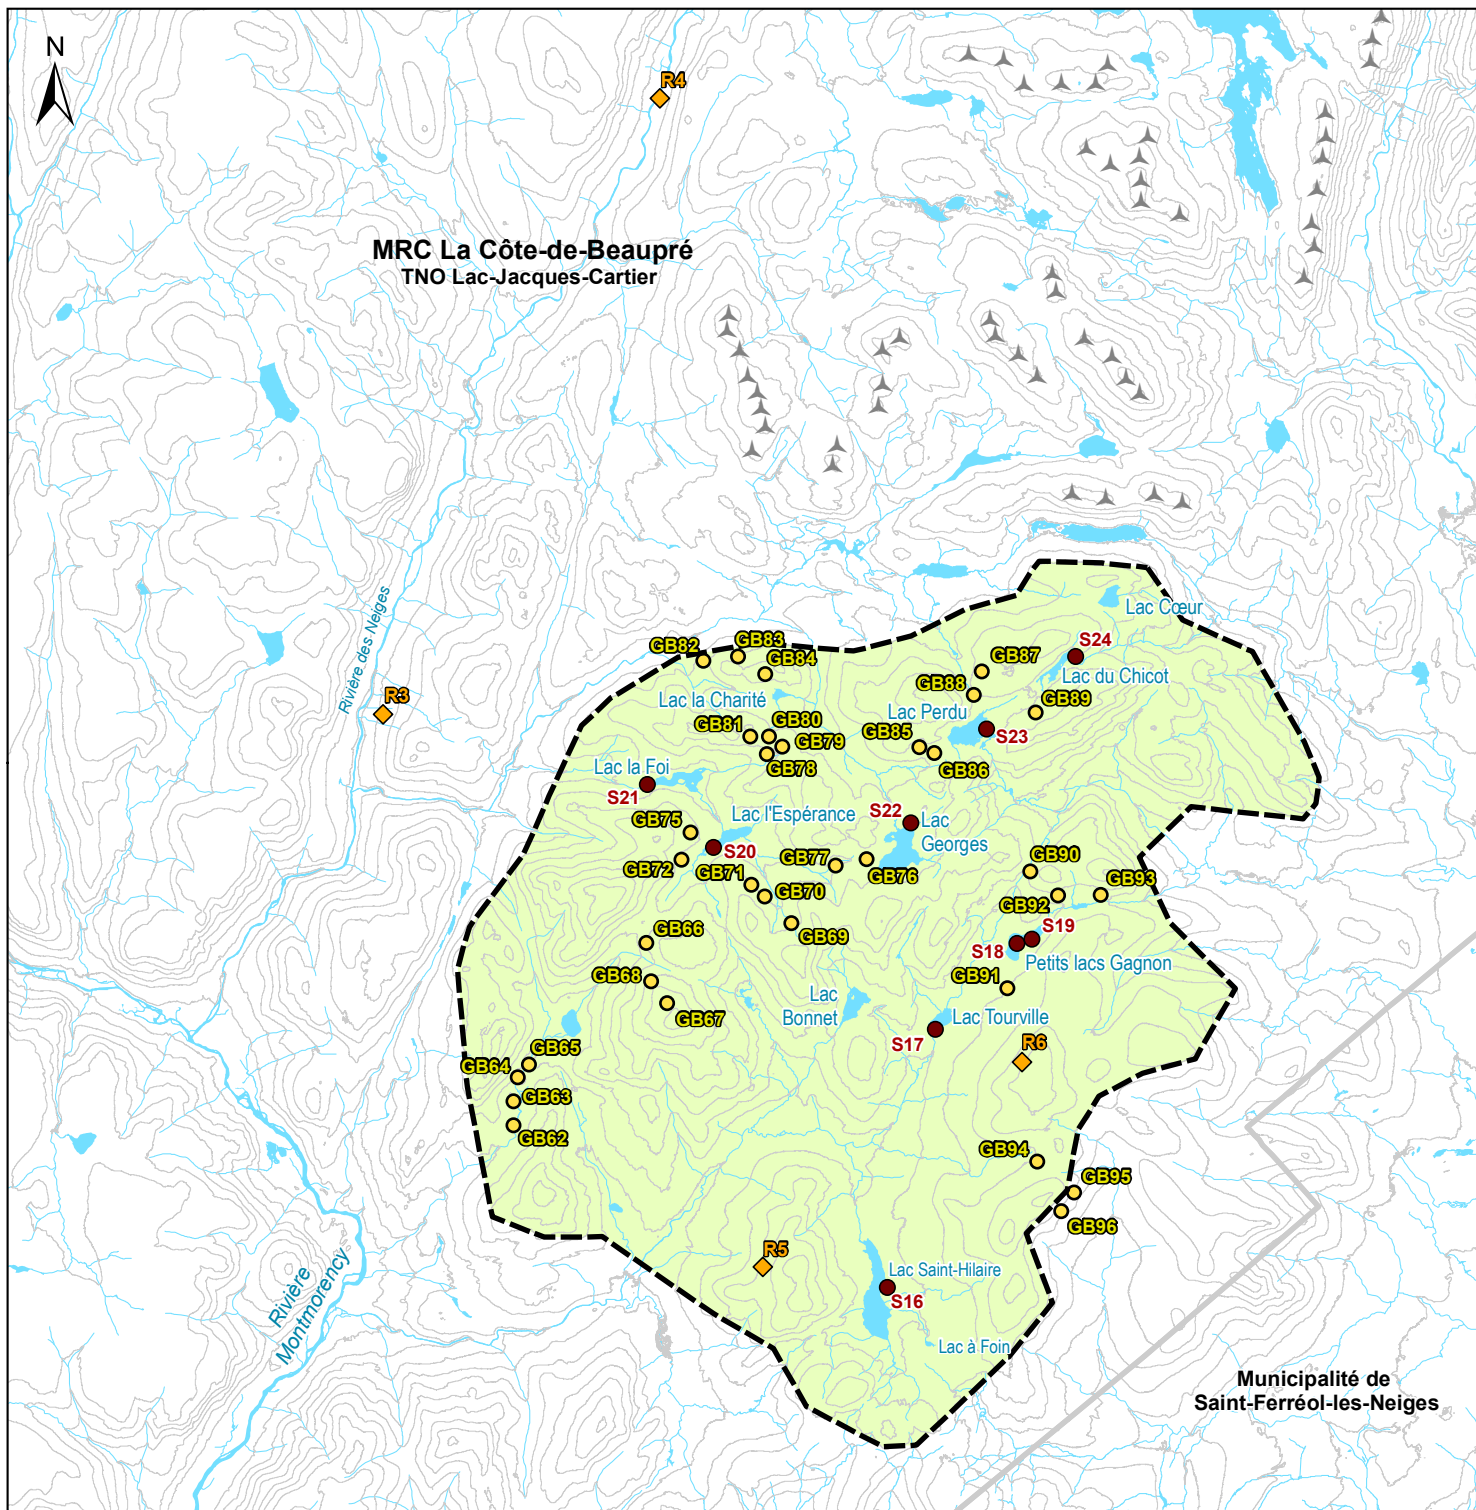 N
R4
MRC La Côte-de-Beaupré
TNO Lac-Jacques-Cartier
Rivière des Neiges
R3
Lac Cœur
S24
Lac du Chicot
GB82
GB83
GB84
GB87
GB88
GB89
Lac la Charité
Lac Perdu
GB81
GB80
GB79
GB78
GB85
GB86
S23
Lac la Foi
S21
Lac l'Espérance
S22
Lac
Georges
GB75
S20
GB72
GB71
GB70
GB77
GB76
GB90
GB92
GB93
GB69
GB66
S19
S18
Petits lacs Gagnon
GB68
GB67
GB91
Lac
Bonnet
Lac Tourville
S17
R6
GB65
GB64
GB63
GB62
GB94
GB95
GB96
R5
Lac Saint-Hilaire
S16
Lac à Foin
Rivière
Montmorency
Municipalité de
Saint-Ferréol-les-Neiges